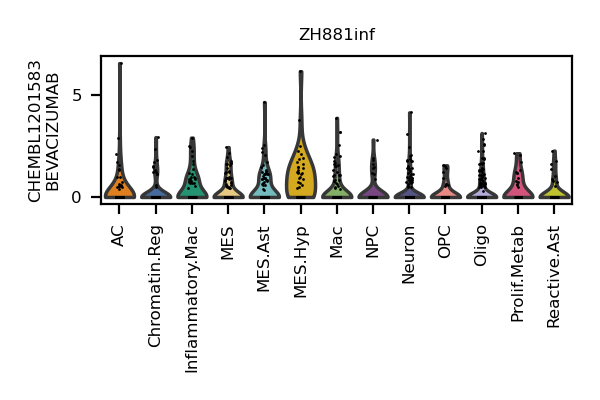 ZH881inf
CHEMBL1201583
BEVACIZUMAB
5
0
AC
Chromatin.Reg
Inflammatory.Mac
MES
MES.Ast
MES.Hyp
Mac
NPC
Neuron
OPC
Oligo
Prolif.Metab
Reactive.Ast